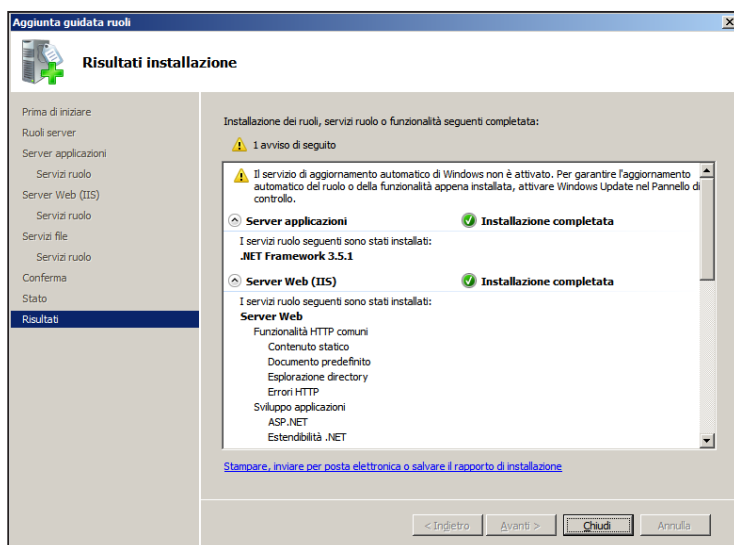 Aggiunta guidata ruoli
Risultati installazione
Prima di iniziare
Ruoli server
Server applicazioni
Servizi ruolo
Server Web (IIS)
Servizi ruolo
Servizi file
Servizi ruolo
Conferma
Stato
Risultati
Installazione dei ruoli, servizi ruolo o funzionalità seguenti completata:
1 avviso di seguito
Il servizio di aggiornamento automatico di Windows non è attivato. Per garantire l'aggiornamento
automatico del ruolo o della funzionalità appena installata, attivare Windows Update nel Pannello di
controllo.
Server applicazioni Installazione completata
I servizi ruolo seguenti sono stati installati:
.NET Framework 3.5.1
Server Web (IIS) Installazione completata
I servizi ruolo seguenti sono stati installati:
Server Web
Funzionalità HTTP comuni
Contenuto statico
Documento predefinito
Esplorazione directory
Errori HTTP
Sviluppo applicazioni
ASP.NET
Estendibilità .NET
Stampare, inviare per posta elettronica o salvare il rapporto di installazione
< Indietro Avanti > Chiudi Annulla